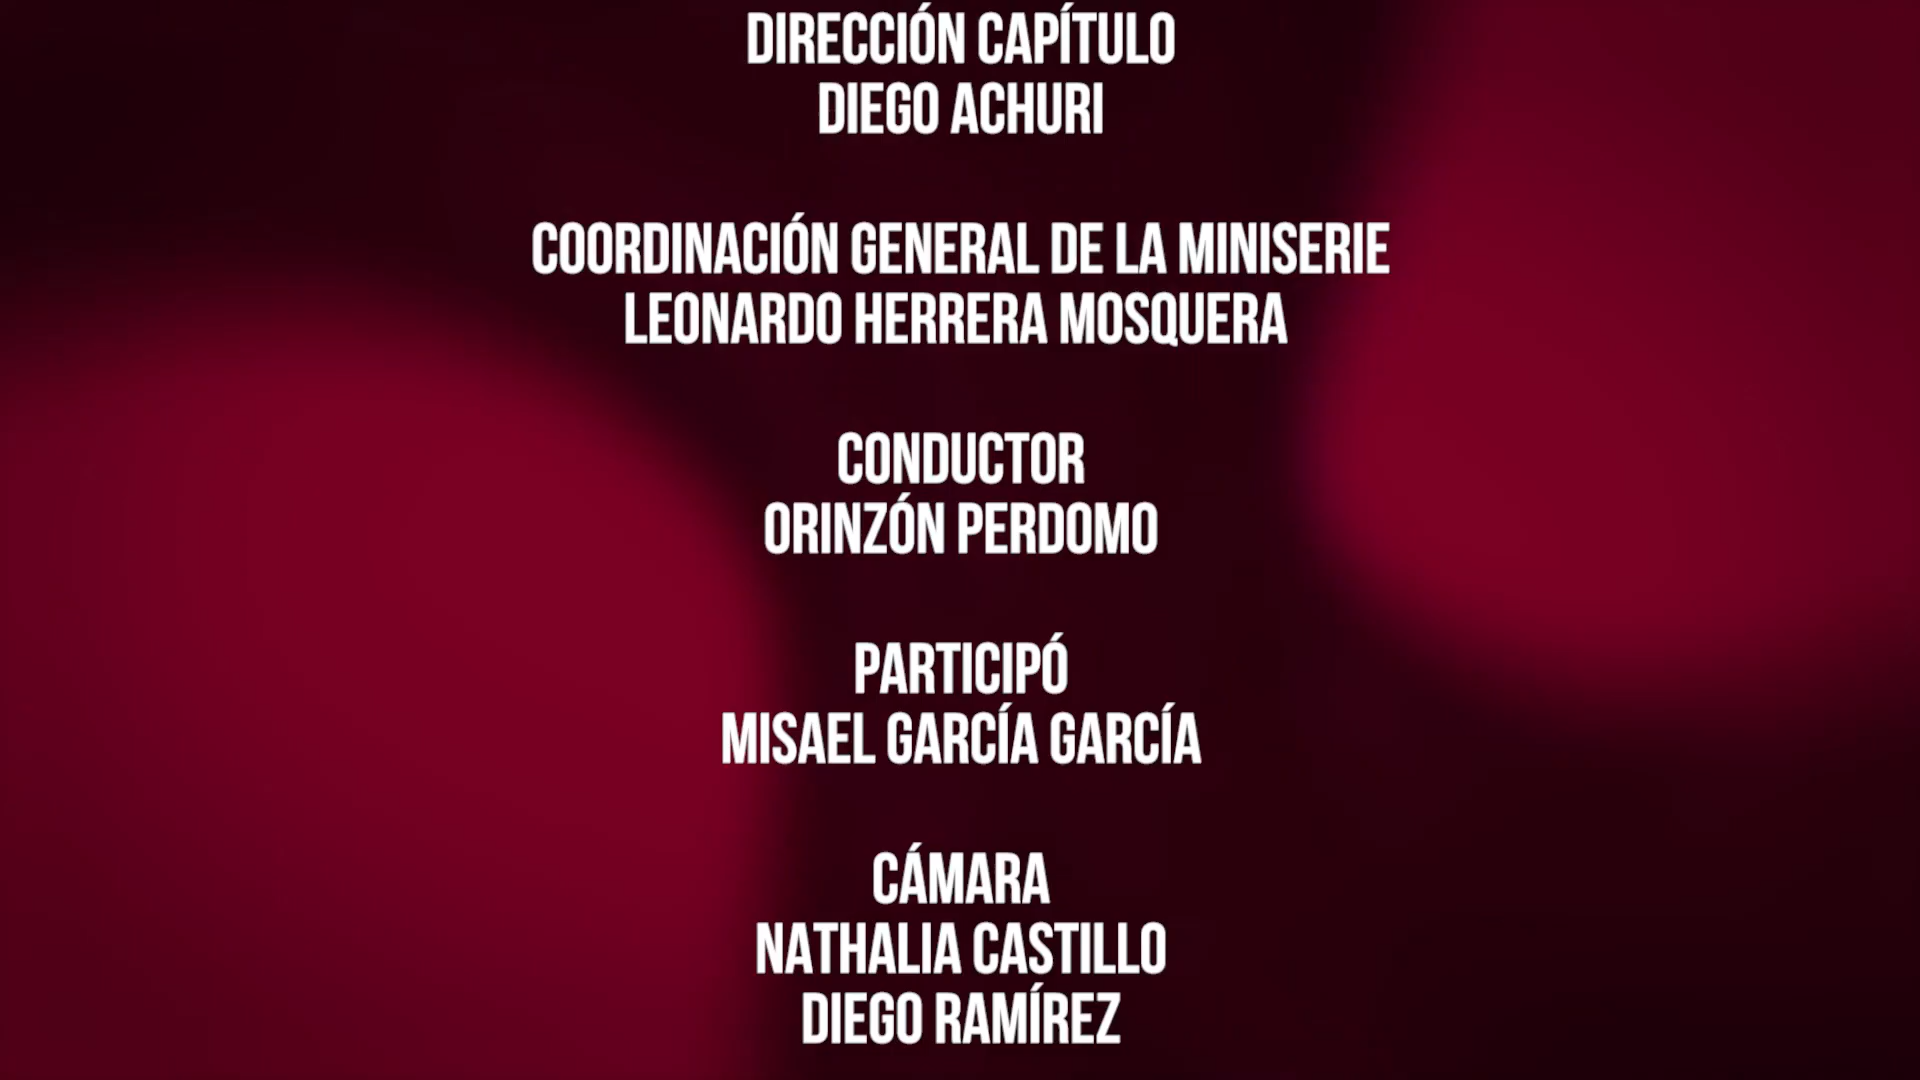 DIRECCIÓN CAPÍTULO
DIEGO ACHURI
COORDINACIÓN GENERAL DE LA MINISERIE
LEONARDO HERRERA MOSQUERA
CONDUCTOR
ORINZÓN PERDOMO
PARTICIPÓ
MISAEL GARCÍA GARCÍA
CÁMARA
NATHALIA CASTILLO
DIEGO RAMÍREZ